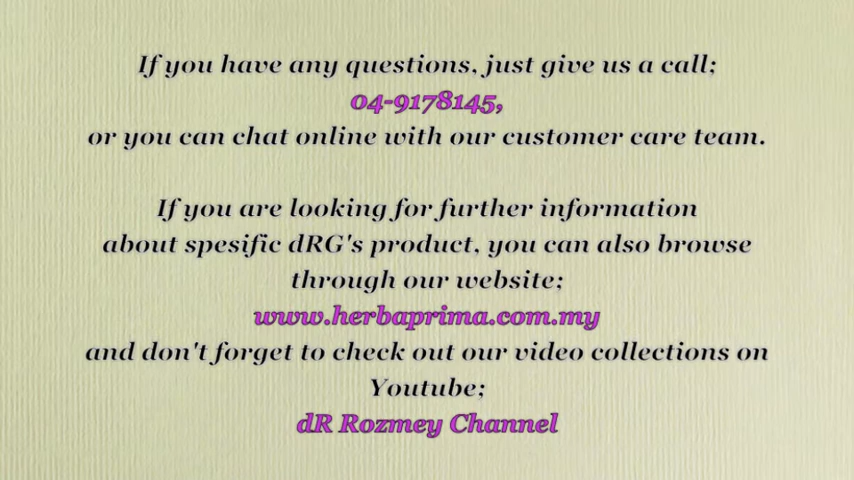 If you have any questions, just give us a call;
04-9178145,
or you can chat online with our customer care team.
If you are looking for further information
about spesific dRG's product, you can also browse
through our website;
www.herbaprima.com.my
and don't forget to check out our video collections on
Youtube;
dR Rozmey Channel